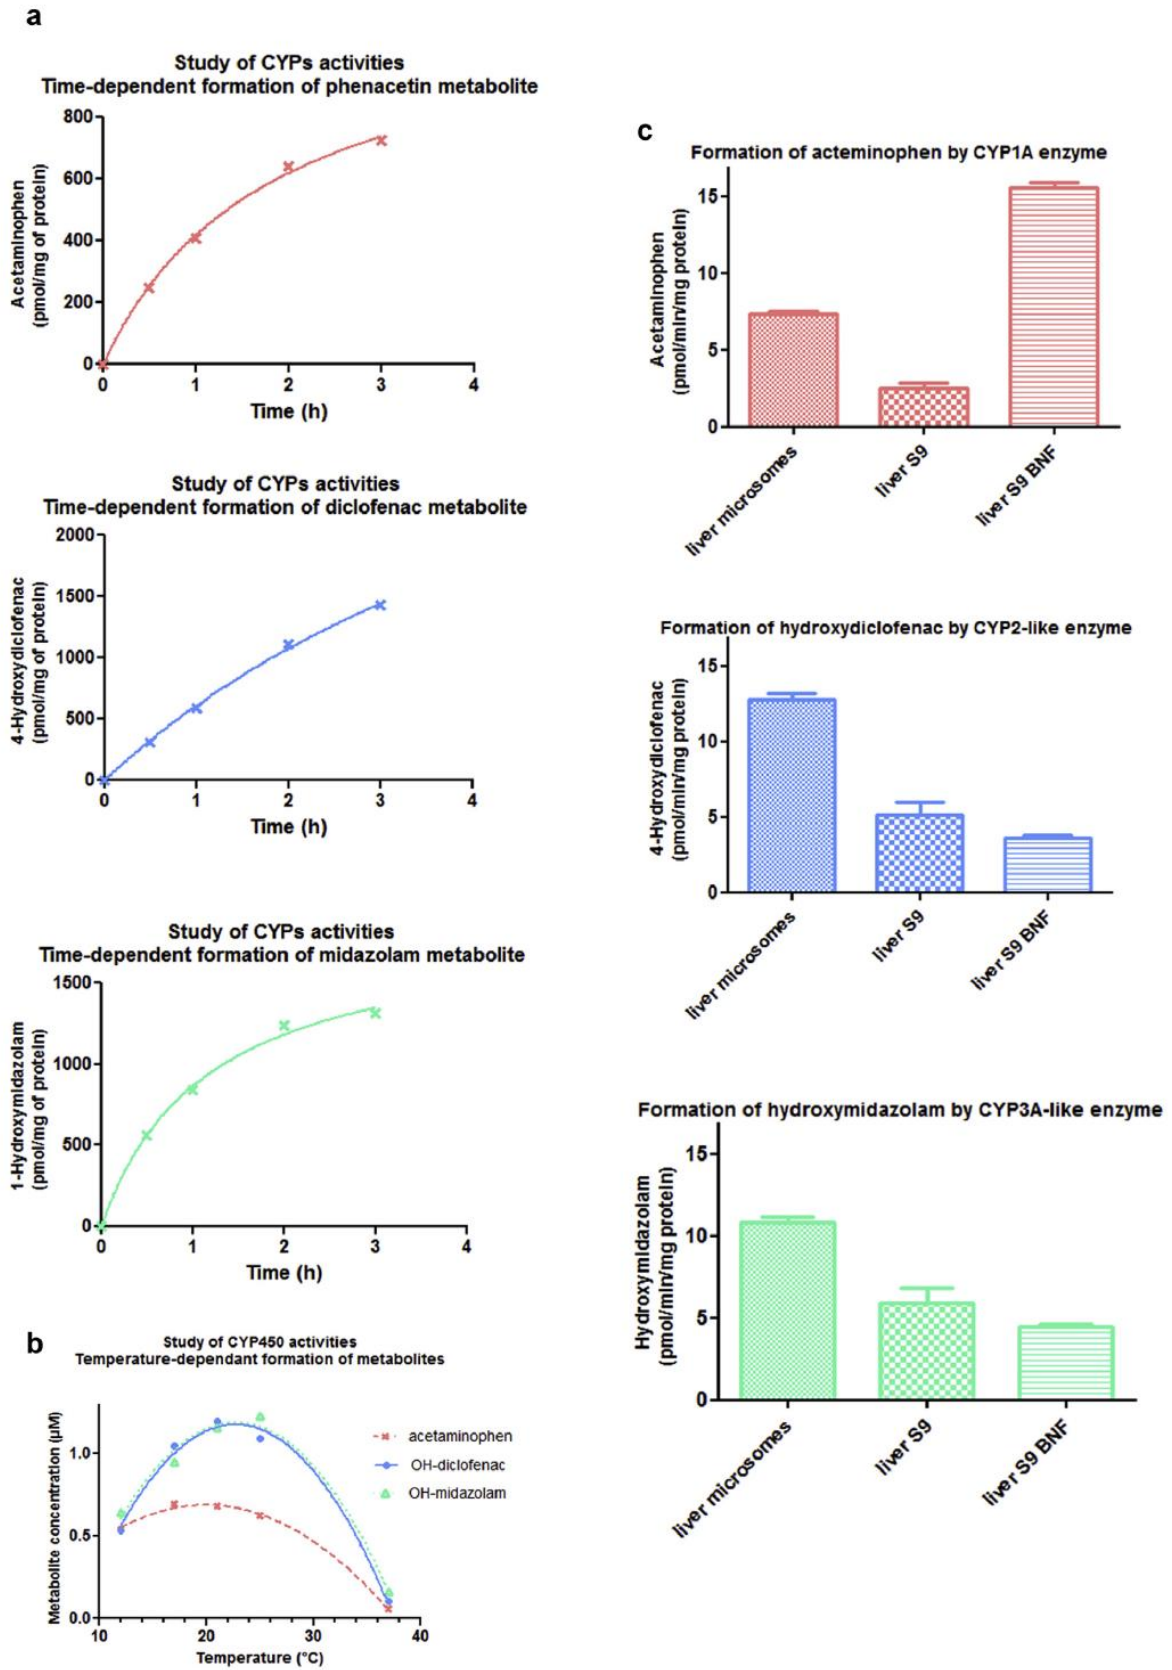 a
Study of CYPs activities
Time-dependent formation of phenacetin metabolite
Acetaminophen
(pmol/mg of protein)
800
600
400
200
0
0 1 2 3 4
Time (h)
Study of CYPs activities
Time-dependent formation of diclofenac metabolite
4-Hydroxydiclofenac
(pmol/mg of protein)
2000
1500
1000
500
0
0 1 2 3 4
Time (h)
Study of CYPs activities
Time-dependent formation of midazolam metabolite
1-Hydroxymidazolam
(pmol/mg of protein)
1500
1000
500
0
0 1 2 3 4
Time (h)
b
Study of CYP450 activities
Temperature-dependant formation of metabolites
Metabolite concentration (µM)
1.0
0.5
0.0
10 20 30 40
Temperature (°C)
acetaminophen
OH-diclofenac
OH-midazolam
c
Formation of acteminophen by CYP1A enzyme
Acetaminophen
(pmol/min/mg protein)
15
10
5
0
liver microsomes
liver S9
liver S9 BNF
Formation of hydroxydiclofenac by CYP2-like enzyme
4-Hydroxydiclofenac
(pmol/min/mg protein)
15
10
5
0
liver microsomes
liver S9
liver S9 BNF
Formation of hydroxymidazolam by CYP3A-like enzyme
Hydroxymidazolam
(pmol/min/mg protein)
15
10
5
0
liver microsomes
liver S9
liver S9 BNF